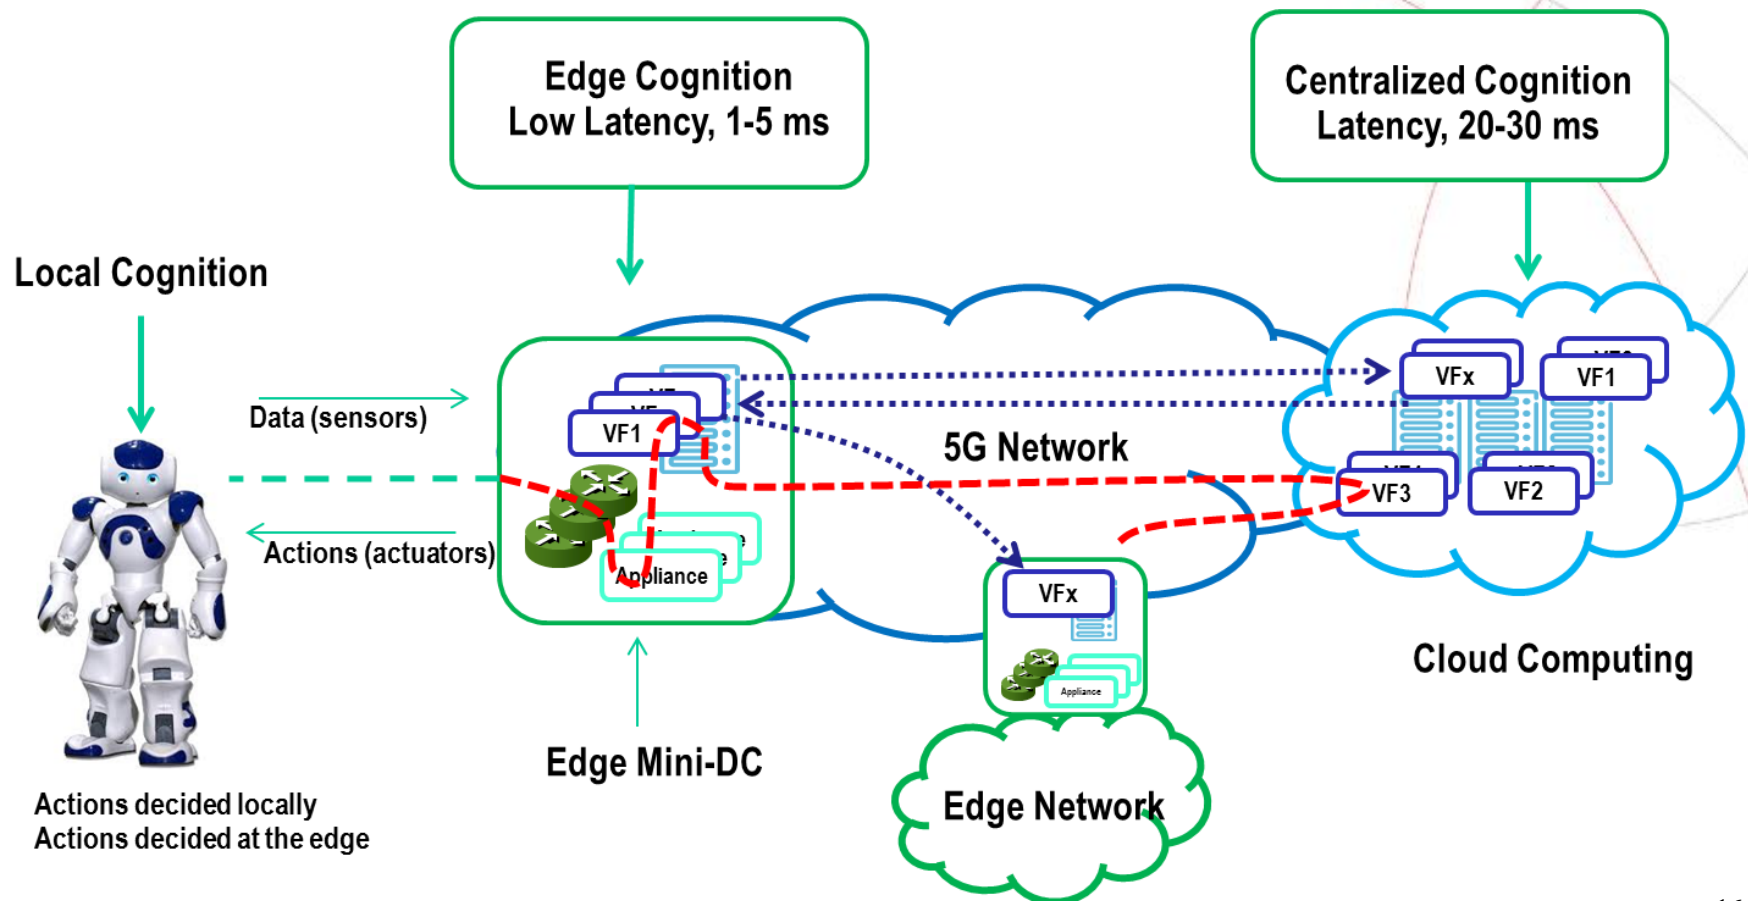 Edge Cognition
Low Latency, 1-5 ms
Centralized Cognition
Latency, 20-30 ms
Local Cognition
Data (sensors)
Actions (actuators)
VF1
Appliance
5G Network
VFx
VF1
VF3
VF2
VFx
Appliance
Cloud Computing
Edge Mini-DC
Edge Network
Actions decided locally
Actions decided at the edge